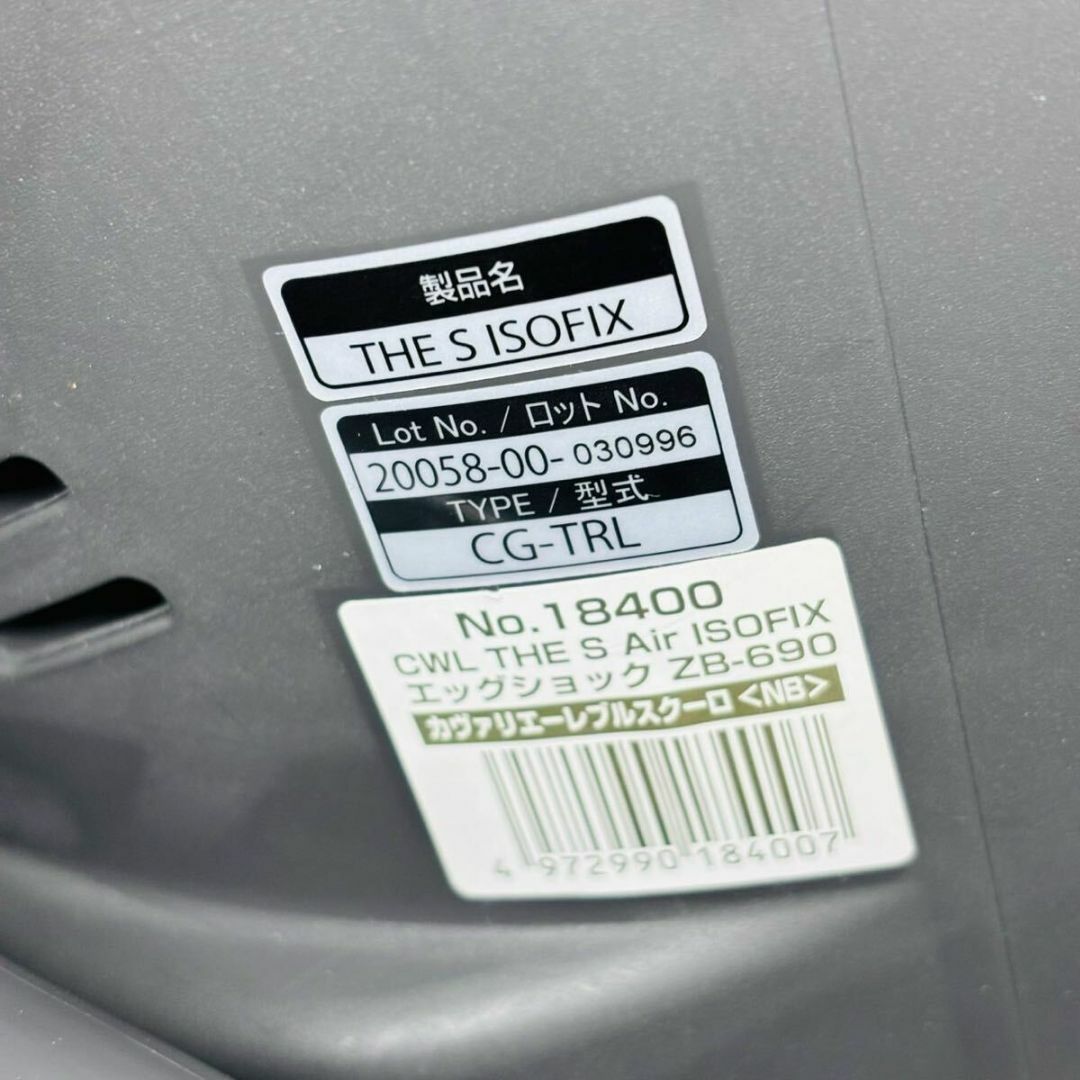 製品名
THE S ISOFIX
Lot No. / ロット No.
20058-00-030996
TYPE / 型式
CG-TRL
No.18400
CWL THE S Air ISOFIX
エッグショック ZB-690
カヴァリエーレブルスクーロ<NB>
4 972990 184007